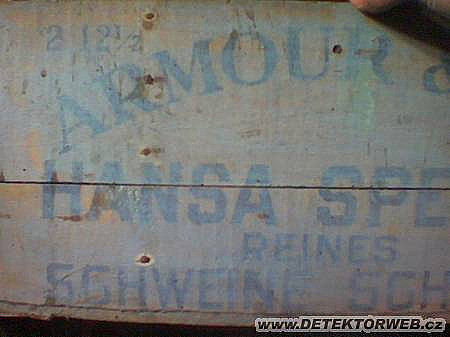 2 12½
ARMOUR &
HANSA SPE
REINES
SCHWEINE SCH
www.DETEKTORWEB.cz